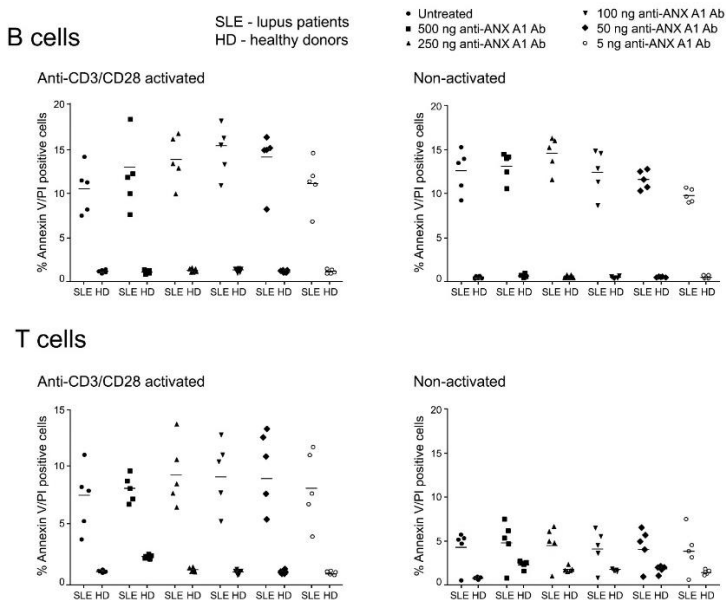 B cells
SLE - lupus patients
HD - healthy donors
Untreated
500 ng anti-ANX A1 Ab
250 ng anti-ANX A1 Ab
100 ng anti-ANX A1 Ab
50 ng anti-ANX A1 Ab
5 ng anti-ANX A1 Ab
Anti-CD3/CD28 activated
% Annexin V/PI positive cells
20
15
10
5
0
SLE HD SLE HD SLE HD SLE HD SLE HD SLE HD
Non-activated
% Annexin V/PI positive cells
20
15
10
5
0
SLE HD SLE HD SLE HD SLE HD SLE HD SLE HD
T cells
Anti-CD3/CD28 activated
% Annexin V/PI positive cells
15
10
5
0
SLE HD SLE HD SLE HD SLE HD SLE HD SLE HD
Non-activated
% Annexin V/PI positive cells
20
15
10
5
0
SLE HD SLE HD SLE HD SLE HD SLE HD SLE HD